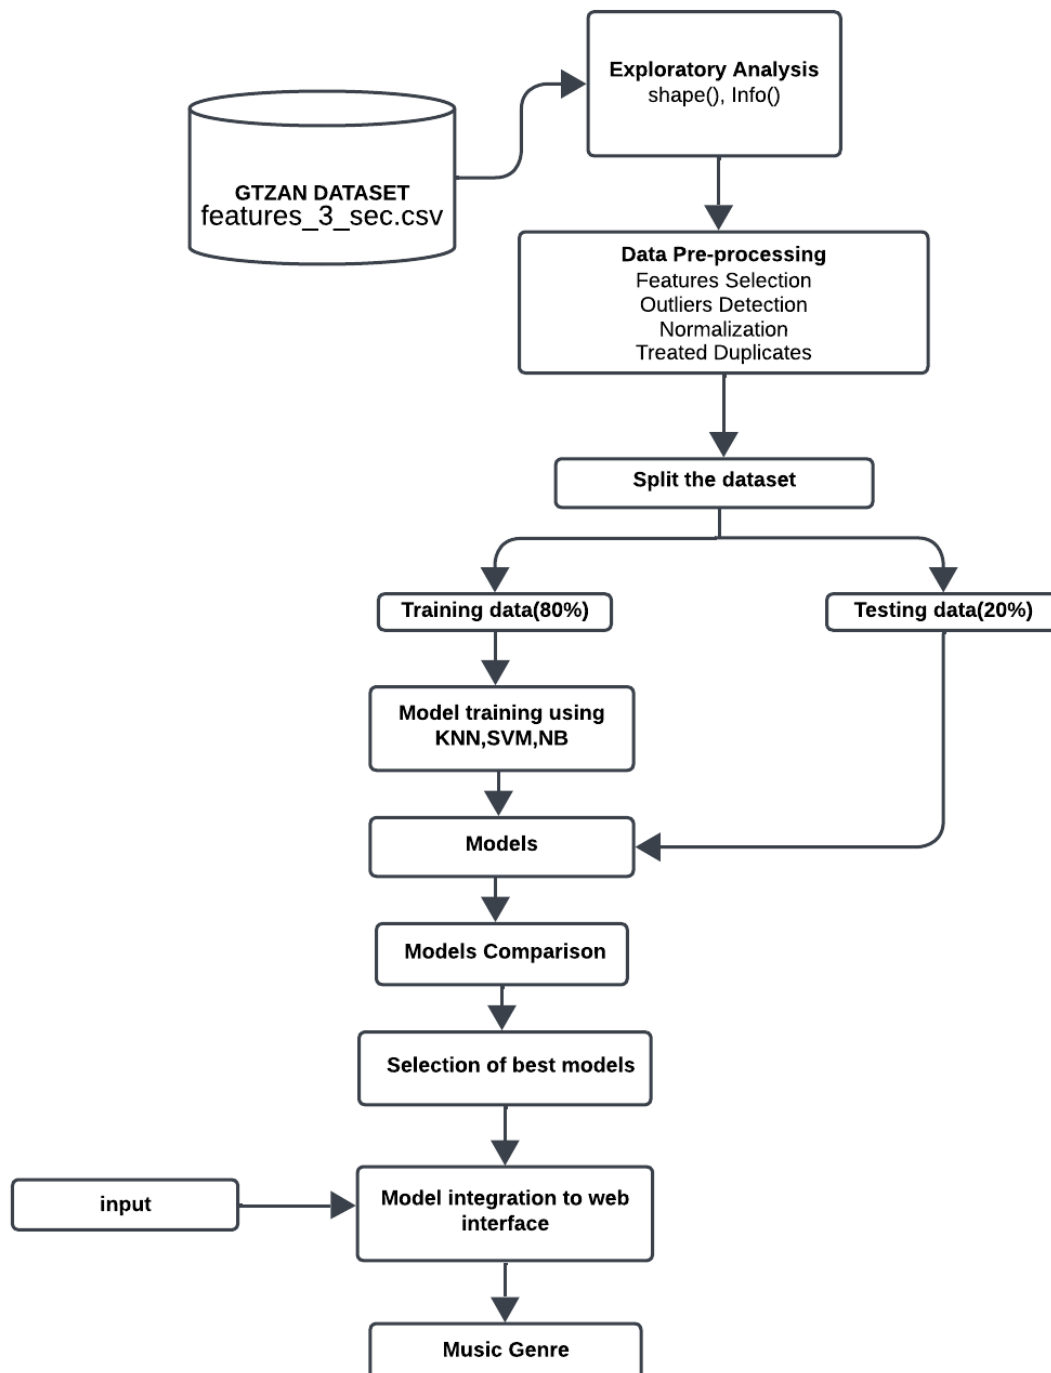 Exploratory Analysis
shape(), Info()
GTZAN DATASET
features_3_sec.csv
Data Pre-processing
Features Selection
Outliers Detection
Normalization
Treated Duplicates
Split the dataset
Training data(80%)
Testing data(20%)
Model training using
KNN,SVM,NB
Models
Models Comparison
Selection of best models
input
Model integration to web
interface
Music Genre